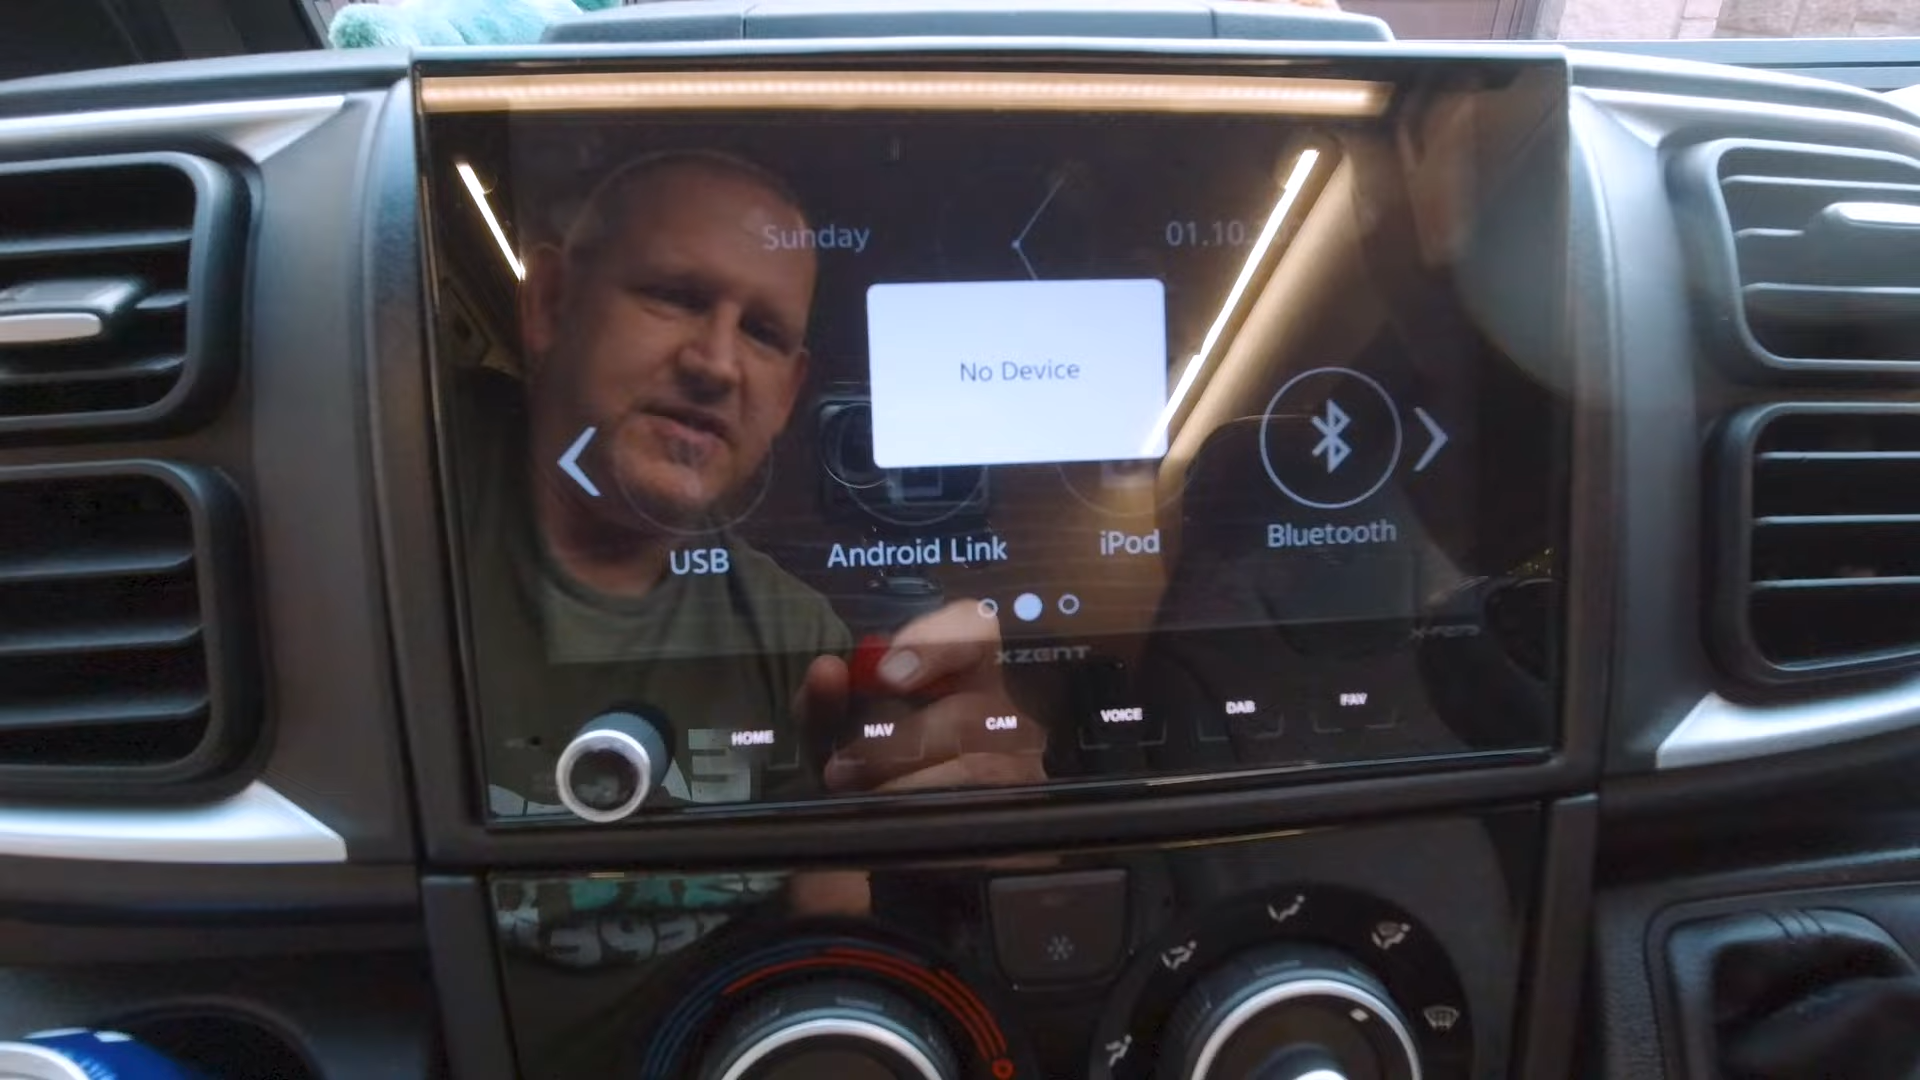 Sunday
01.10.
No Device
USB
Android Link
iPod
Bluetooth
XZENT
HOME
NAV
CAM
VOICE
DAB
FAV